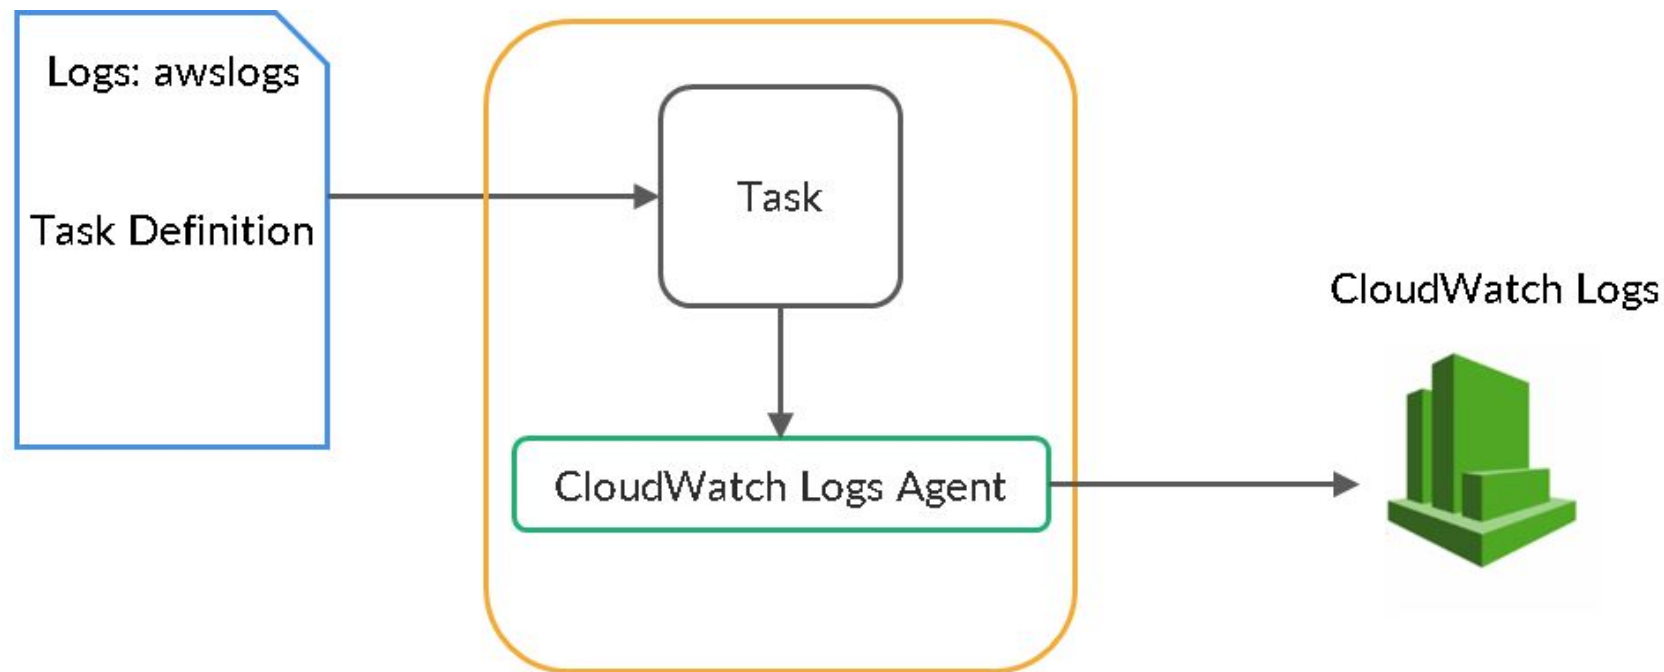 Logs: awslogs
Task Definition
Task
CloudWatch Logs Agent
CloudWatch Logs